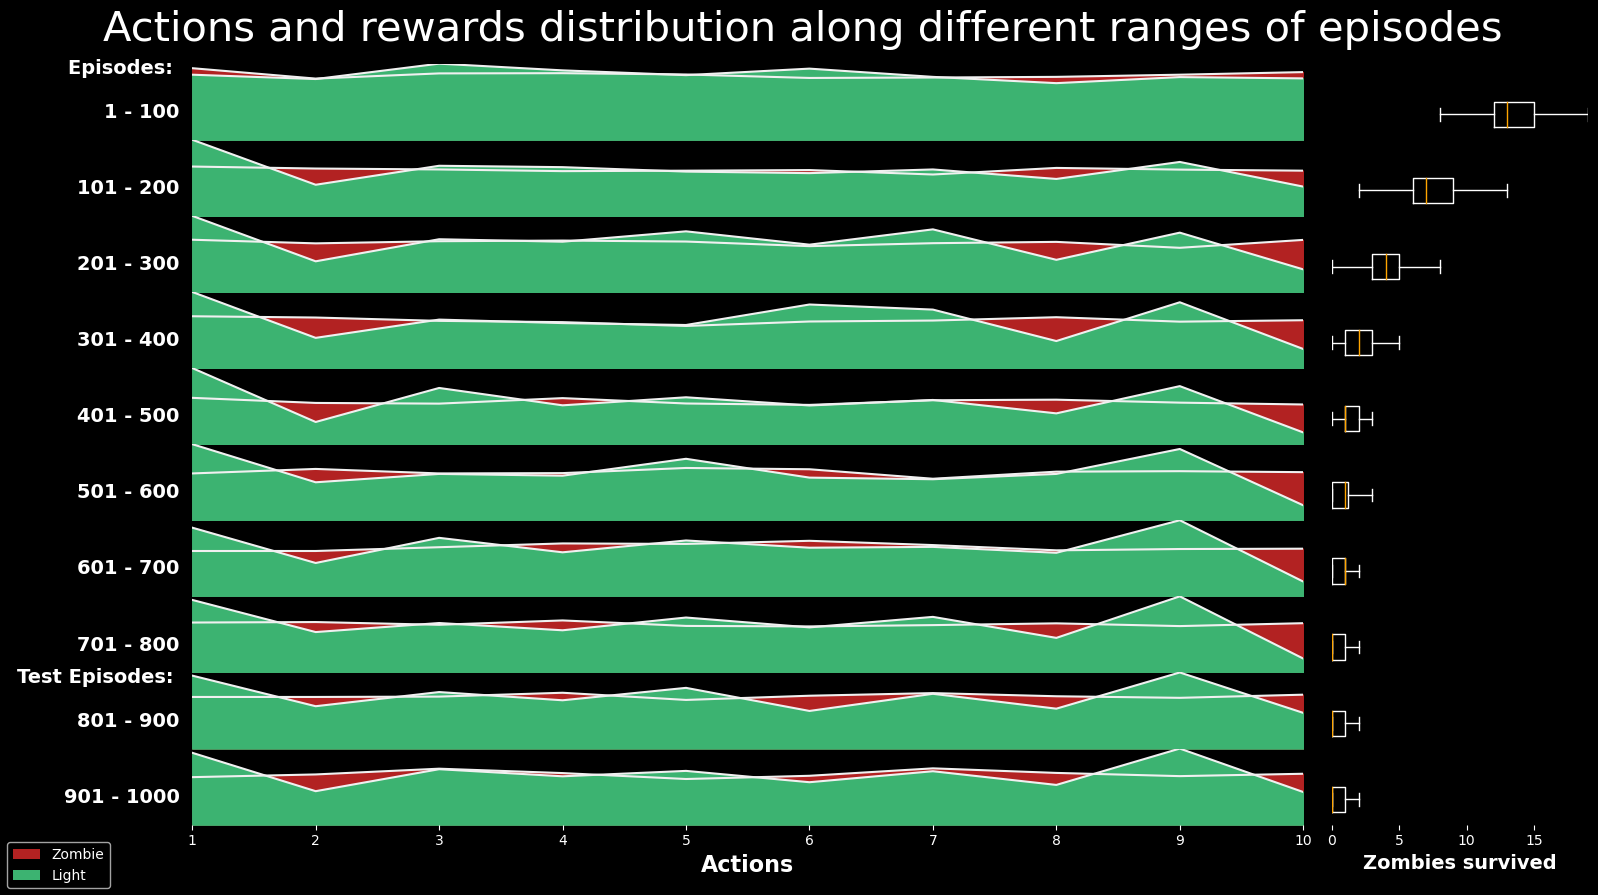 Actions and rewards distribution along different ranges of episodes
Episodes:
1 - 100
101 - 200
201 - 300
301 - 400
401 - 500
501 - 600
601 - 700
701 - 800
Test Episodes:
801 - 900
901 - 1000
1 2 3 4 5 6 7 8 9 10
0 5 10 15
Actions
Zombies survived
Zombie
Light